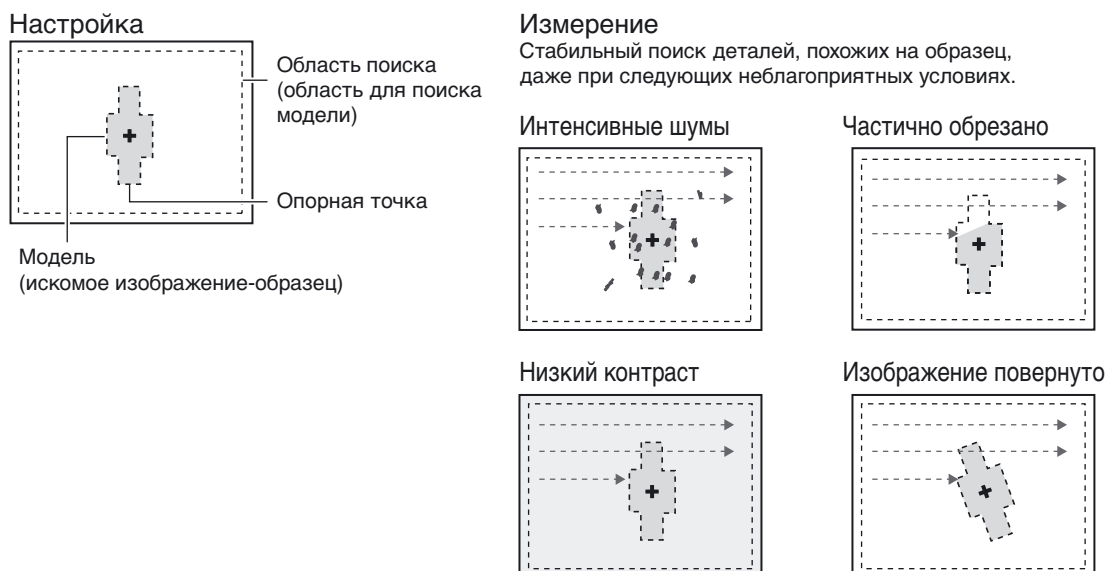 Настройка
Область поиска
(область для поиска
модели)
Опорная точка
Модель
(искомое изображение-образец)
Измерение
Стабильный поиск деталей, похожих на образец,
даже при следующих неблагоприятных условиях.
Интенсивные шумы
Частично обрезано
Низкий контраст
Изображение повернуто